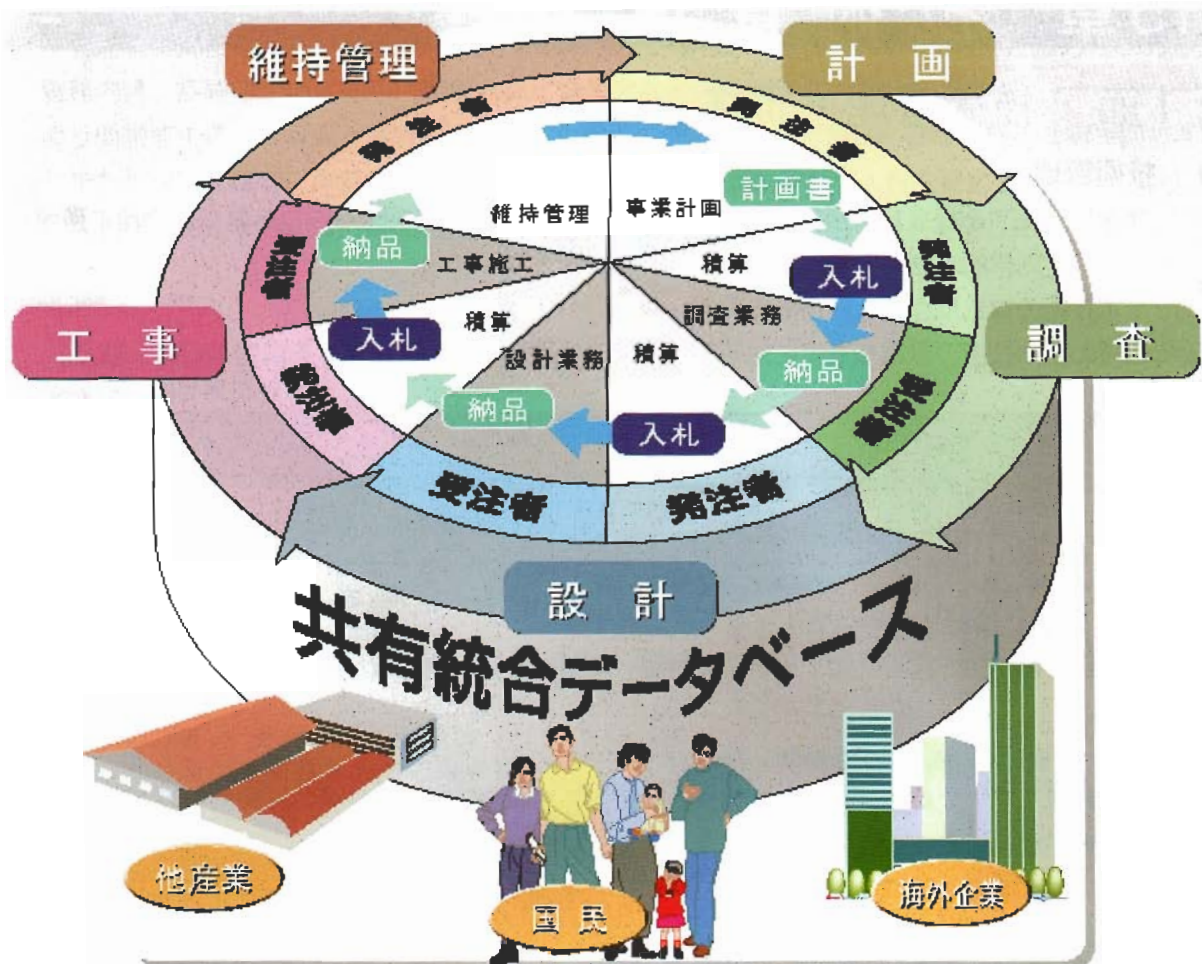 維持管理
計画
発注者
発注者
維持管理
事業計画
計画書
納品
工事施工
積算
入札
発注者
受注者
工事
入札
積算
設計業務
積算
調査業務
納品
調査
受注者
発注者
納品
入札
受注者
発注者
設計
共有統合データベース
他産業
国民
海外企業